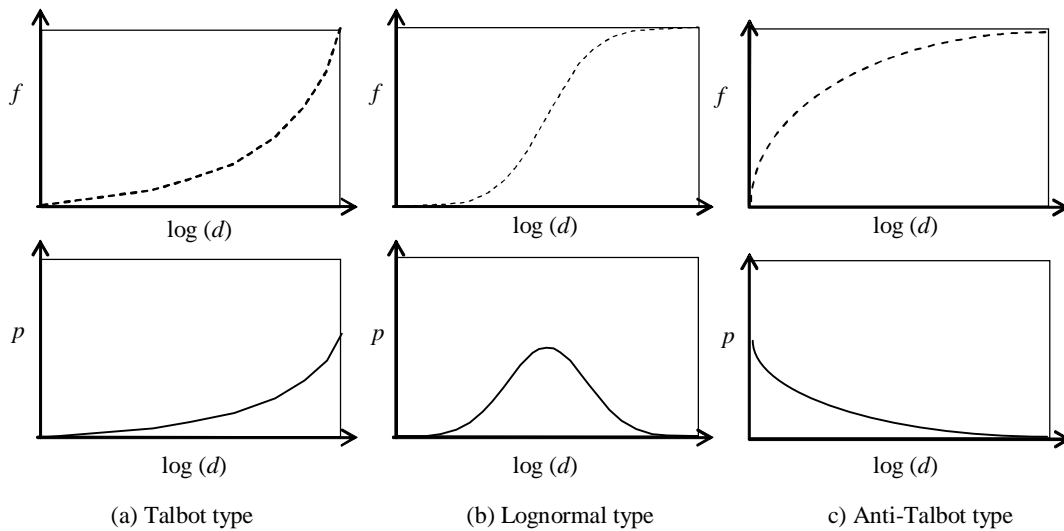 f
f
f
log (d)
log (d)
log (d)
p
p
p
log (d)
log (d)
log (d)
(a) Talbot type
(b) Lognormal type
c) Anti-Talbot type